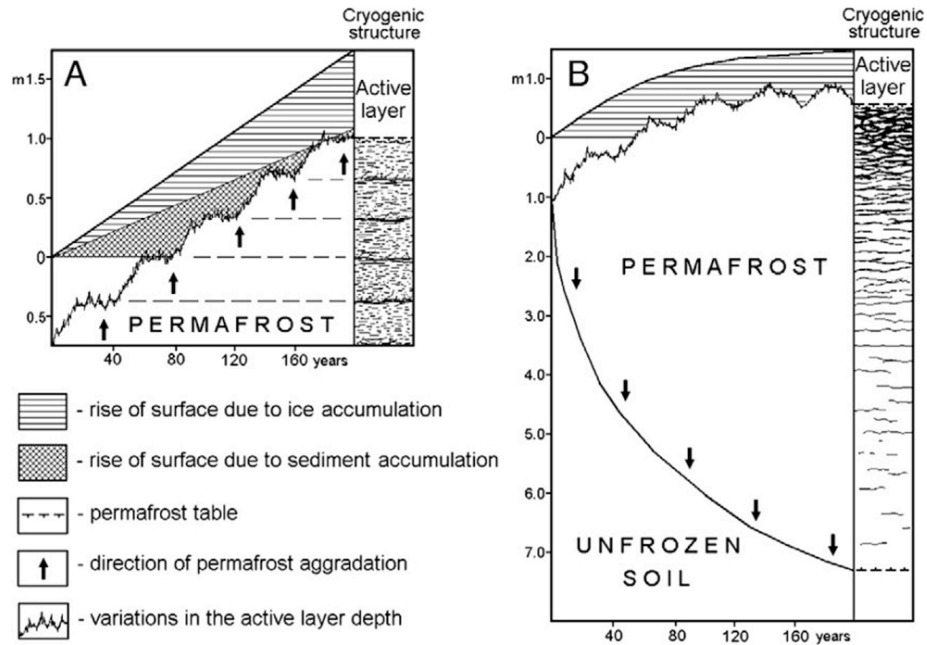 Cryogenic
structure
A
m1.5
1.0
0.5
0
0.5
Active
layer
PERMAFROST
40
80
120
160 years
- rise of surface due to ice accumulation
- rise of surface due to sediment accumulation
- permafrost table
- direction of permafrost aggradation
- variations in the active layer depth
Cryogenic
structure
B
m1.0
0
1.0
2.0
3.0
4.0
5.0
6.0
7.0
Active
layer
PERMAFROST
UNFROZEN
SOIL
40
80
120
160 years